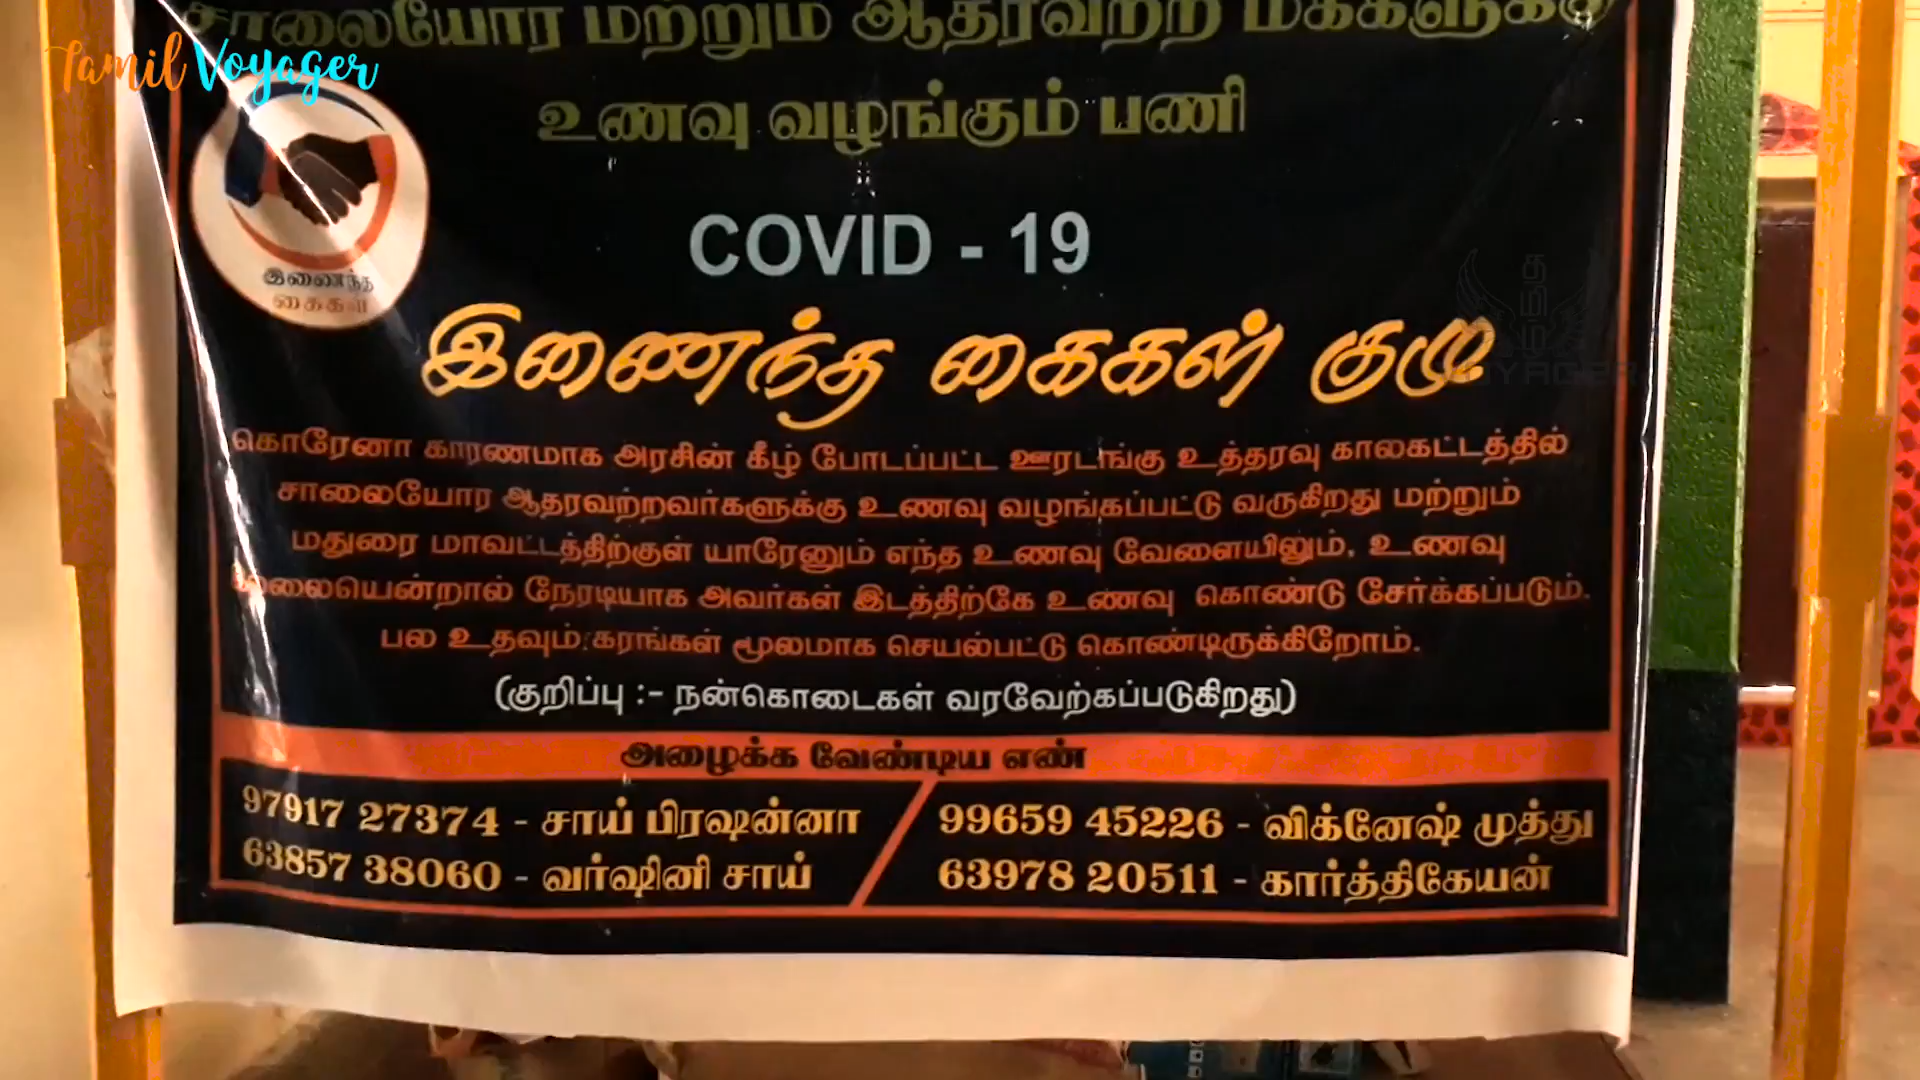 Tamil Voyager
சாலையோர மற்றும் ஆதரவற்ற மக்களுக்கு
உணவு வழங்கும் பணி
COVID - 19
இணைந்த
கைகள்
இணைந்த கைகள் குழு
கொரேனா காரணமாக அரசின் கீழ் போடப்பட்ட ஊரடங்கு உத்தரவு காலகட்டத்தில்
சாலையோர ஆதரவற்றவர்களுக்கு உணவு வழங்கப்பட்டு வருகிறது மற்றும்
மதுரை மாவட்டத்திற்குள் யாரேனும் எந்த உணவு வேளையிலும், உணவு
இல்லையென்றால் நேரடியாக அவர்கள் இடத்திற்கே உணவு கொண்டு சேர்க்கப்படும்.
பல உதவும் கரங்கள் மூலமாக செயல்பட்டு கொண்டிருக்கிறோம்.
(குறிப்பு :- நன்கொடைகள் வரவேற்கப்படுகிறது)
அழைக்க வேண்டிய எண்
97917 27374 - சாய் பிரஷன்னா
63857 38060 - வர்ஷினி சாய்
99659 45226 - விக்னேஷ் முத்து
63978 20511 - கார்த்திகேயன்